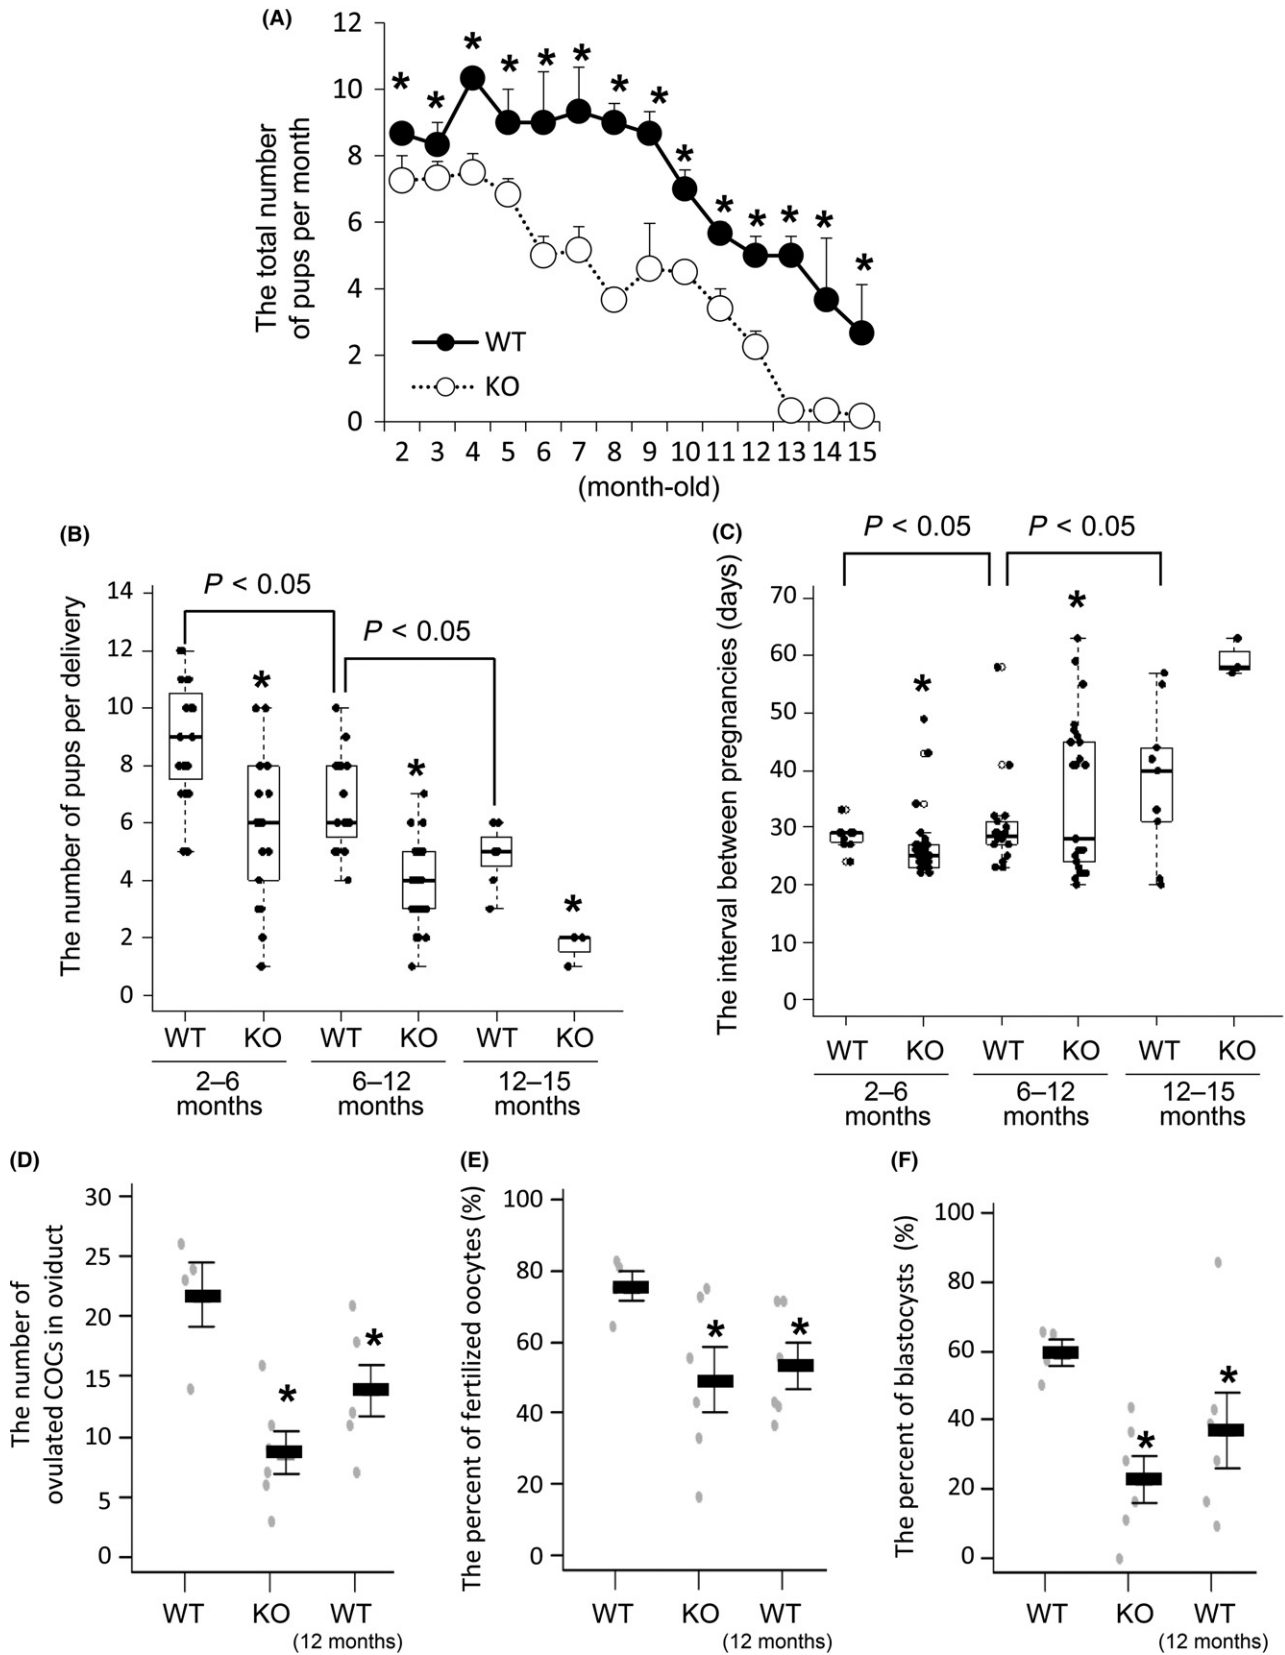 (A)
The total number
of pups per month
12
10
8
6
4
2
0
* * * * * * * * * * * * * *
WT
KO
2 3 4 5 6 7 8 9 10 11 12 13 14 15
(month-old)
(B)
The number of pups per delivery
14
12
10
8
6
4
2
0
P < 0.05
P < 0.05
* * *
WT KO WT KO WT KO
2–6
months
6–12
months
12–15
months
(C)
The interval between pregnancies (days)
70
60
50
40
30
20
10
0
P < 0.05 P < 0.05
* *
WT KO WT KO WT KO
2–6
months
6–12
months
12–15
months
(D)
The number of
ovulated COCs in oviduct
30
25
20
15
10
5
0
* *
WT KO WT
(12 months)
(E)
The percent of fertilized oocytes (%)
100
80
60
40
20
0
* *
WT KO WT
(12 months)
(F)
The percent of blastocysts (%)
100
80
60
40
20
0
* *
WT KO WT
(12 months)